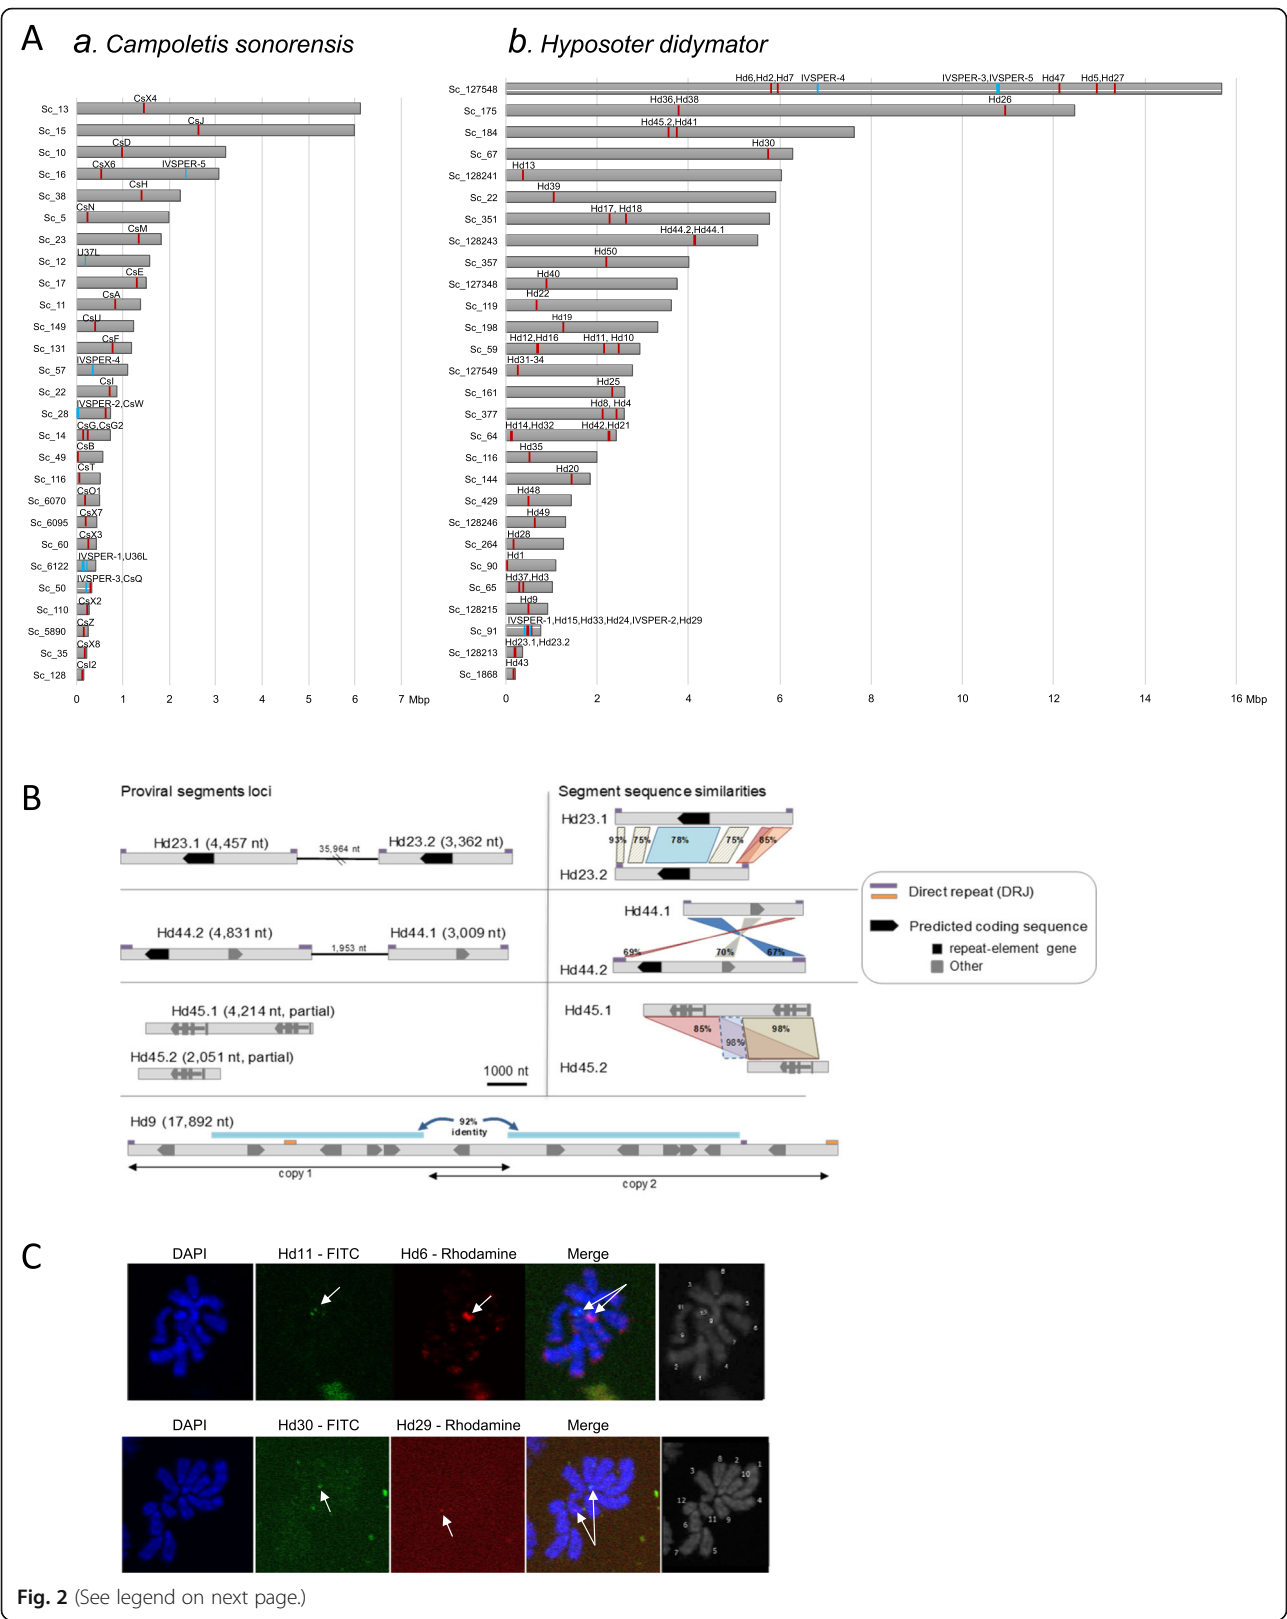 A
a. Campoletis sonorensis
b. Hyposoter didymator
CsX4
Sc_13
CsJ
Sc_15
CsD
Sc_10
CsX6 IVSPER-5
Sc_16
CsH
Sc_38
CsN
Sc_5
CsM
Sc_23
U37L
Sc_12
CsE
Sc_17
CsA
Sc_11
CsU
Sc_149
CsF
Sc_131
IVSPER-4
Sc_57
CsI
Sc_22
IVSPER-2,CsW
Sc_28
CsG,CsG2
Sc_14
CsB
Sc_49
CsT
Sc_116
CsO1
Sc_6070
CsX7
Sc_6095
CsX3
Sc_60
IVSPER-1,U36L
Sc_6122
IVSPER-3,CsQ
Sc_50
CsX2
Sc_110
CsZ
Sc_5890
CsX8
Sc_35
CsI2
Sc_128
0 1 2 3 4 5 6 7 Mbp
Hd6,Hd2,Hd7 IVSPER-4 IVSPER-3,IVSPER-5 Hd47 Hd5,Hd27
Sc_127548
Hd36,Hd38 Hd26
Sc_175
Hd45.2,Hd41
Sc_184
Hd30
Sc_67
Hd13
Sc_128241
Hd39
Sc_22
Hd17, Hd18
Sc_351
Hd44.2,Hd44.1
Sc_128243
Hd50
Sc_357
Hd40
Sc_127348
Hd22
Sc_119
Hd19
Sc_198
Hd12,Hd16 Hd11, Hd10
Sc_59
Hd31-34
Sc_127549
Hd25
Sc_161
Hd8, Hd4
Sc_377
Hd14,Hd32 Hd42,Hd21
Sc_64
Hd35
Sc_116
Hd20
Sc_144
Hd48
Sc_429
Hd49
Sc_128246
Hd28
Sc_264
Hd1
Sc_90
Hd37,Hd3
Sc_65
Hd9
Sc_128215
IVSPER-1,Hd15,Hd33,Hd24,IVSPER-2,Hd29
Sc_91
Hd23.1,Hd23.2
Sc_128213
Hd43
Sc_1868
0 2 4 6 8 10 12 14 16 Mbp
B
Proviral segments loci
Segment sequence similarities
Hd23.1 (4,457 nt)
35,964 nt
Hd23.2 (3,362 nt)
Hd23.1
93% 75% 78% 75% 85%
Hd23.2
Hd44.2 (4,831 nt)
1,953 nt
Hd44.1 (3,009 nt)
Hd44.1
69% 70% 67%
Hd44.2
Direct repeat (DRJ)
Predicted coding sequence
repeat-element gene
Other
Hd45.1 (4,214 nt, partial)
Hd45.2 (2,051 nt, partial)
1000 nt
Hd45.1
85% 98% 98%
Hd45.2
Hd9 (17,892 nt)
92%
identity
copy 1
copy 2
C
DAPI Hd11 - FITC Hd6 - Rhodamine Merge
DAPI Hd30 - FITC Hd29 - Rhodamine Merge
3 8 2 1
10
12 4
6 11 9
7 5
Fig. 2 (See legend on next page.)